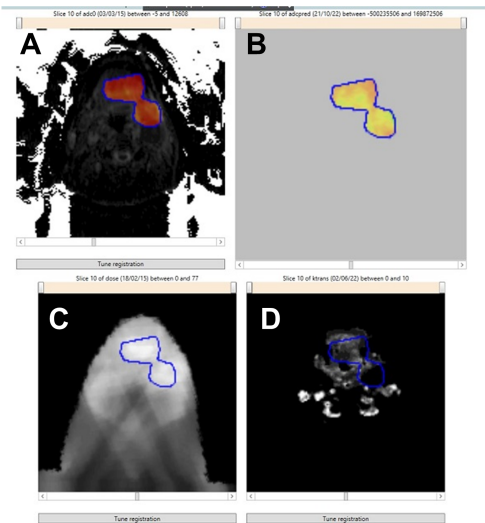 Slice 10 of adc0 (03/03/15) between -5 and 12608
Slice 10 of adcpred (21/10/22) between -500235506 and 169872506
A
B
Tune registration
Slice 10 of dose (18/02/15) between 0 and 77
Slice 10 of ktrans (02/06/22) between 0 and 10
C
D
Tune registration
Tune registration